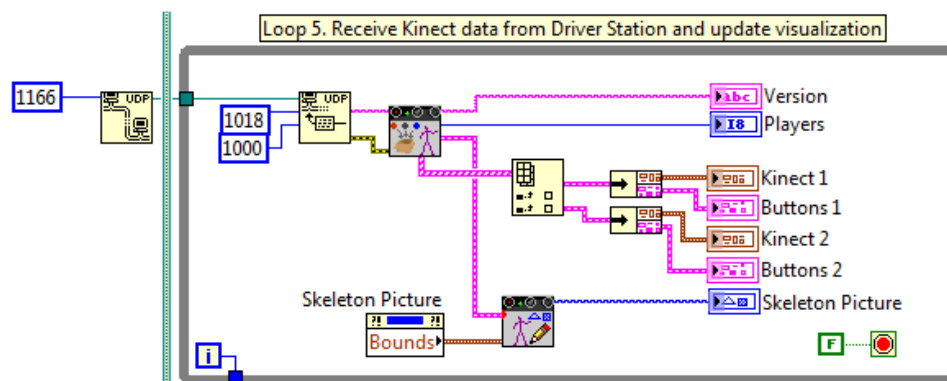 Loop 5. Receive Kinect data from Driver Station and update visualization
1166
UDP
UDP
1018
1000
abc
Version
I8
Players
Kinect 1
Buttons 1
Kinect 2
Buttons 2
Skeleton Picture
Bounds
Skeleton Picture
i
F